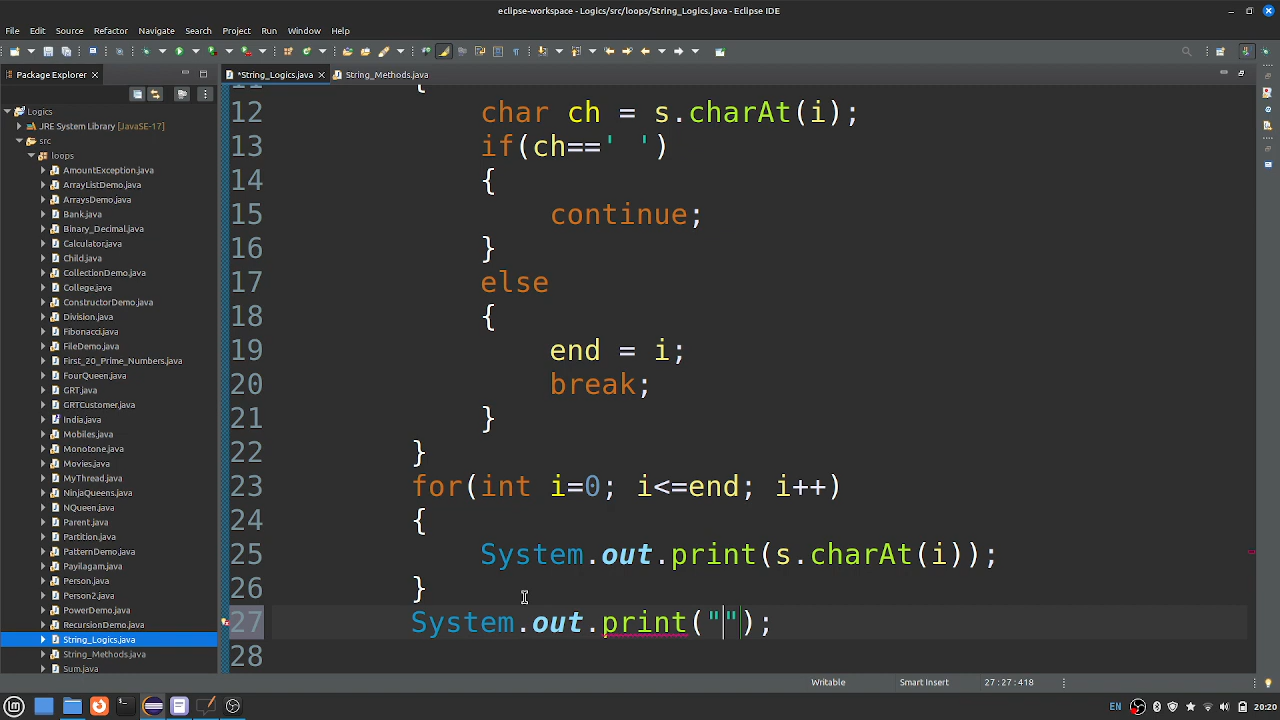 eclipse-workspace - Logics/src/loops/String_Logics.java - Eclipse IDE
File Edit Source Refactor Navigate Search Project Run Window Help
Package Explorer
*String_Logics.java
String_Methods.java
Logics
JRE System Library [JavaSE-17]
src
loops
AmountException.java
ArrayListDemo.java
ArraysDemo.java
Bank.java
Binary_Decimal.java
Calculator.java
Child.java
CollectionDemo.java
College.java
ConstructorDemo.java
Division.java
Fibonacci.java
FileDemo.java
First_20_Prime_Numbers.java
FourQueen.java
GRT.java
GRTCustomer.java
India.java
Mobiles.java
Monotone.java
Movies.java
MyThread.java
NinjaQueens.java
NQueen.java
Parent.java
Partition.java
PatternDemo.java
Payilagam.java
Person.java
Person2.java
PowerDemo.java
RecursionDemo.java
String_Logics.java
String_Methods.java
Sum.java
11 {
12 char ch = s.charAt(i);
13 if(ch==' ')
14 {
15 continue;
16 }
17 else
18 {
19 end = i;
20 break;
21 }
22 }
23 for(int i=0; i<=end; i++)
24 {
25 System.out.print(s.charAt(i));
26 }
27 System.out.print("");
28
Writable Smart Insert 27:27:418
EN 20:20